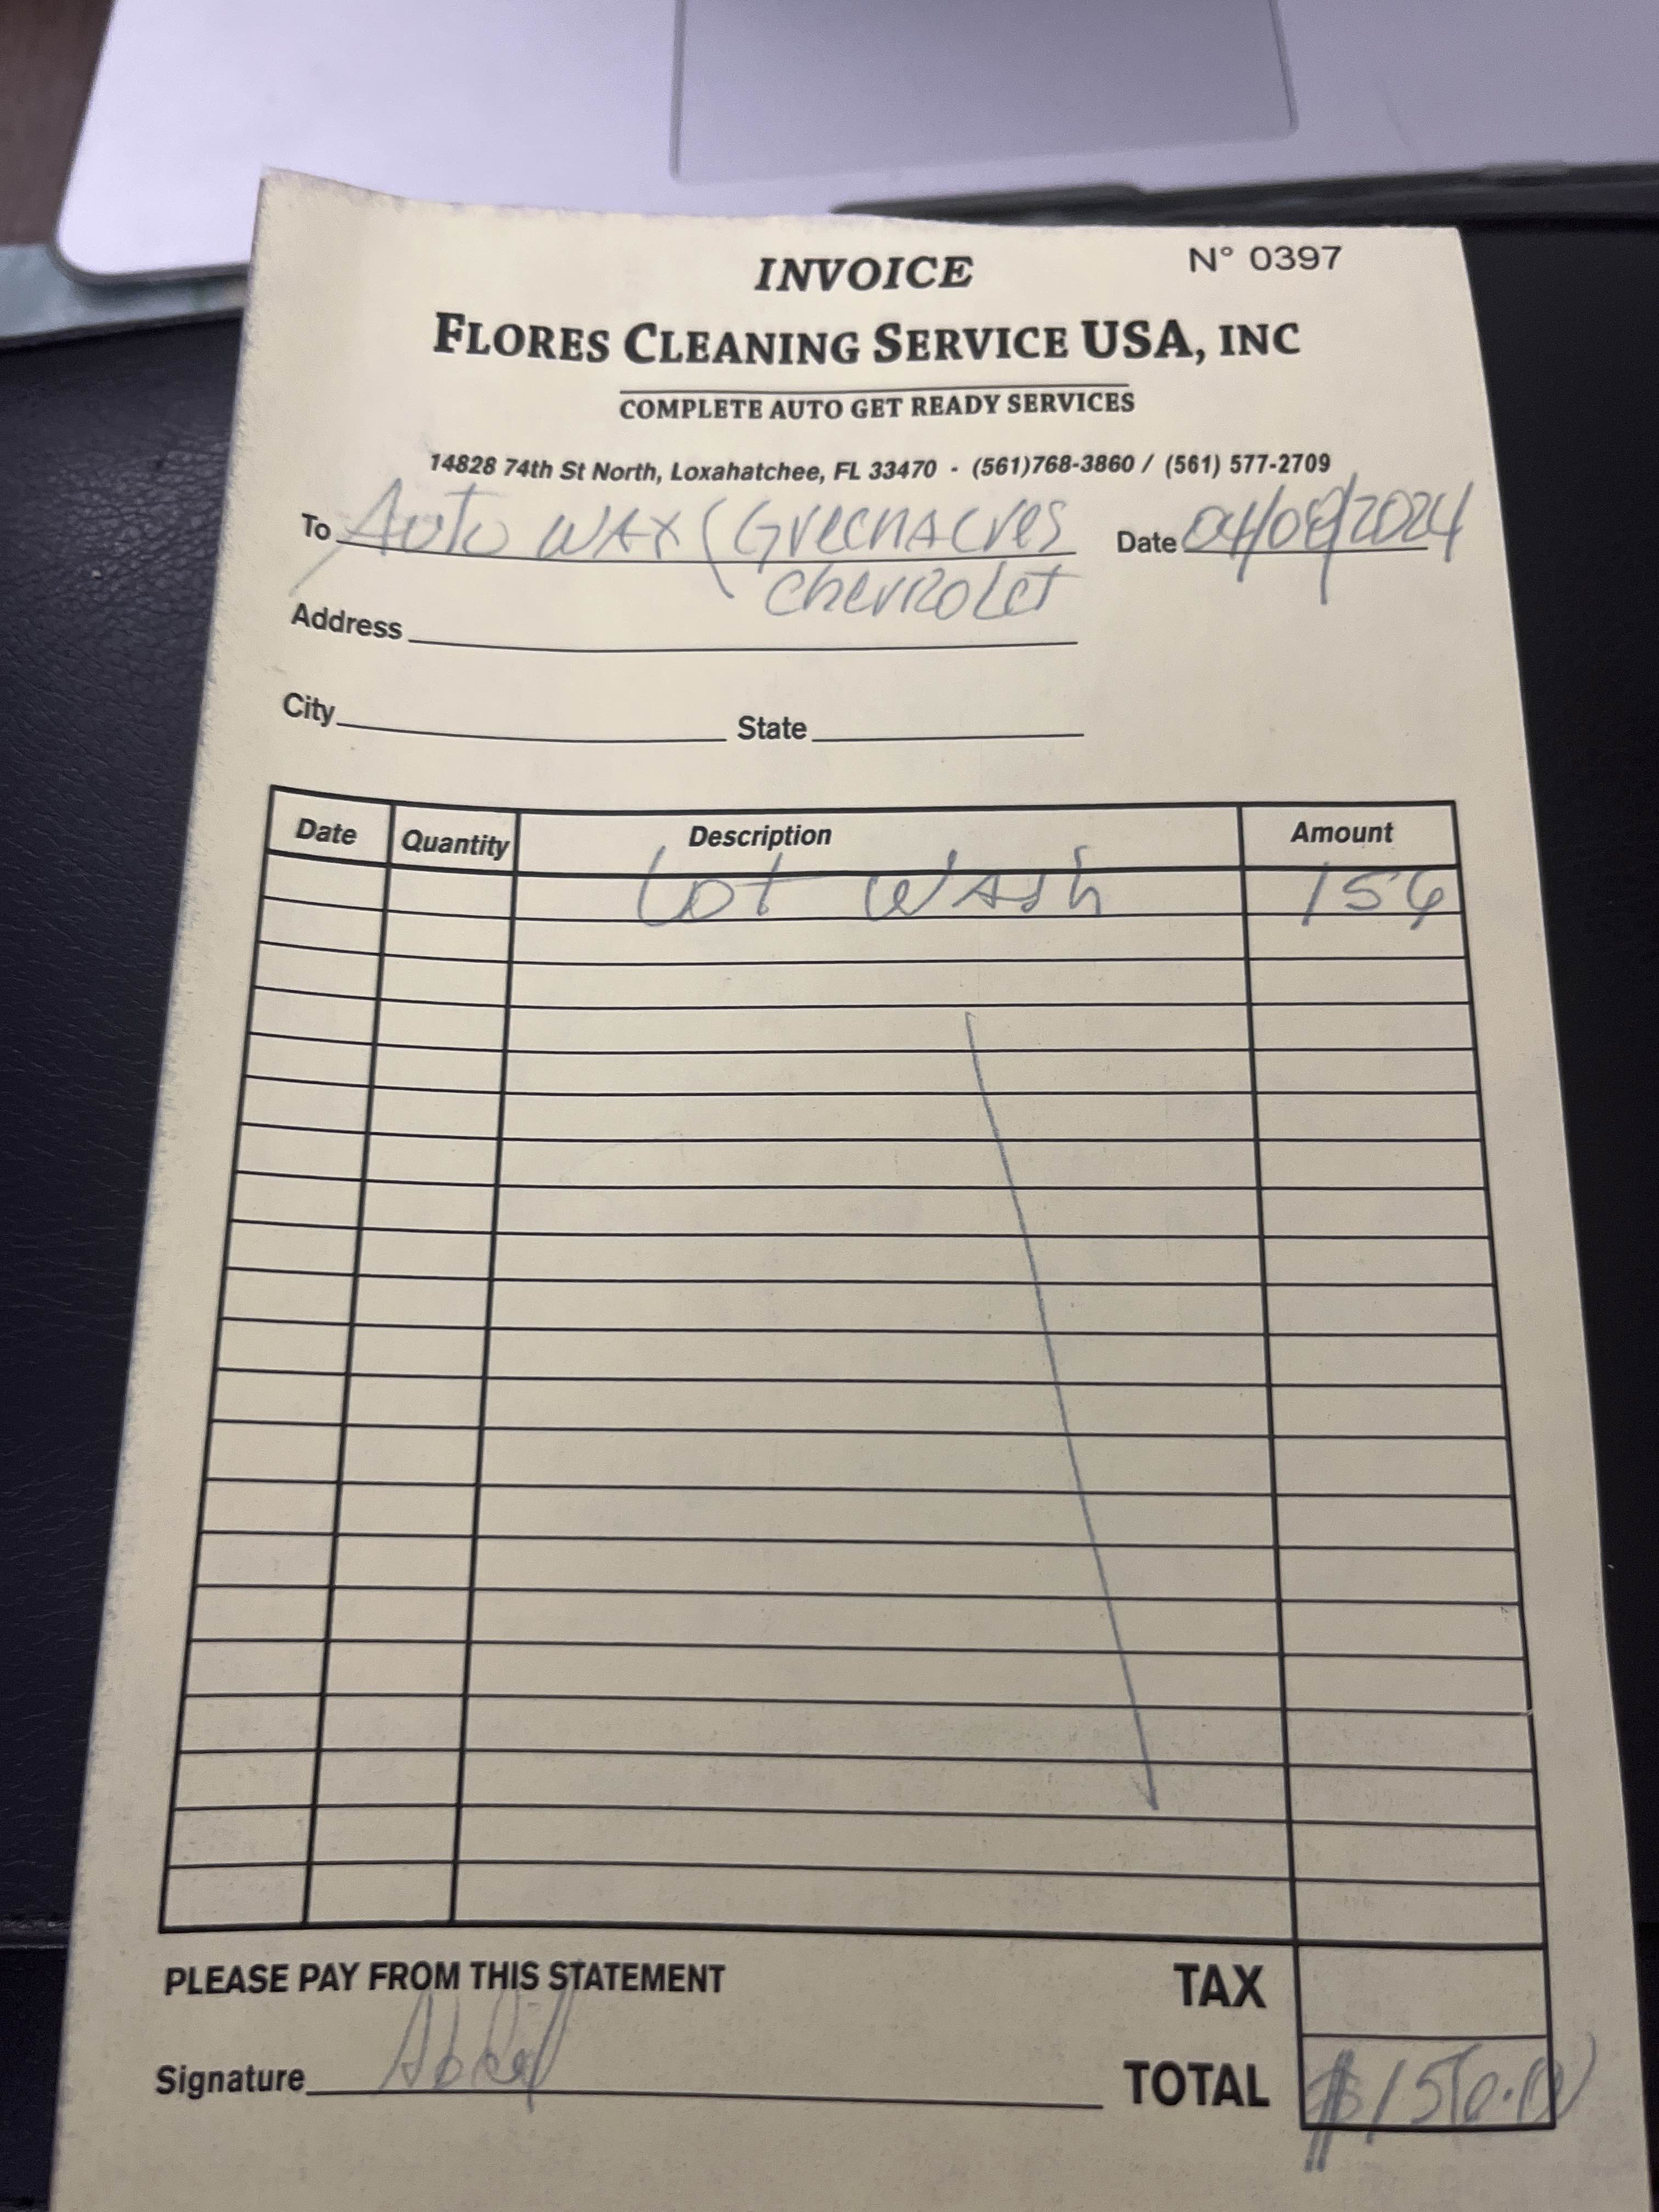 INVOICE
N° 0397
FLORES CLEANING SERVICE USA, INC
COMPLETE AUTO GET READY SERVICES
14828 74th St North, Loxahatchee, FL 33470 - (561)768-3860 / (561) 577-2709
To Auto WAX (GreenAcres Date 04/08/2024
Chevrolet
Address
City State
Date Quantity Description Amount
Lot WAsh 156
PLEASE PAY FROM THIS STATEMENT TAX
Signature TOTAL $156.00